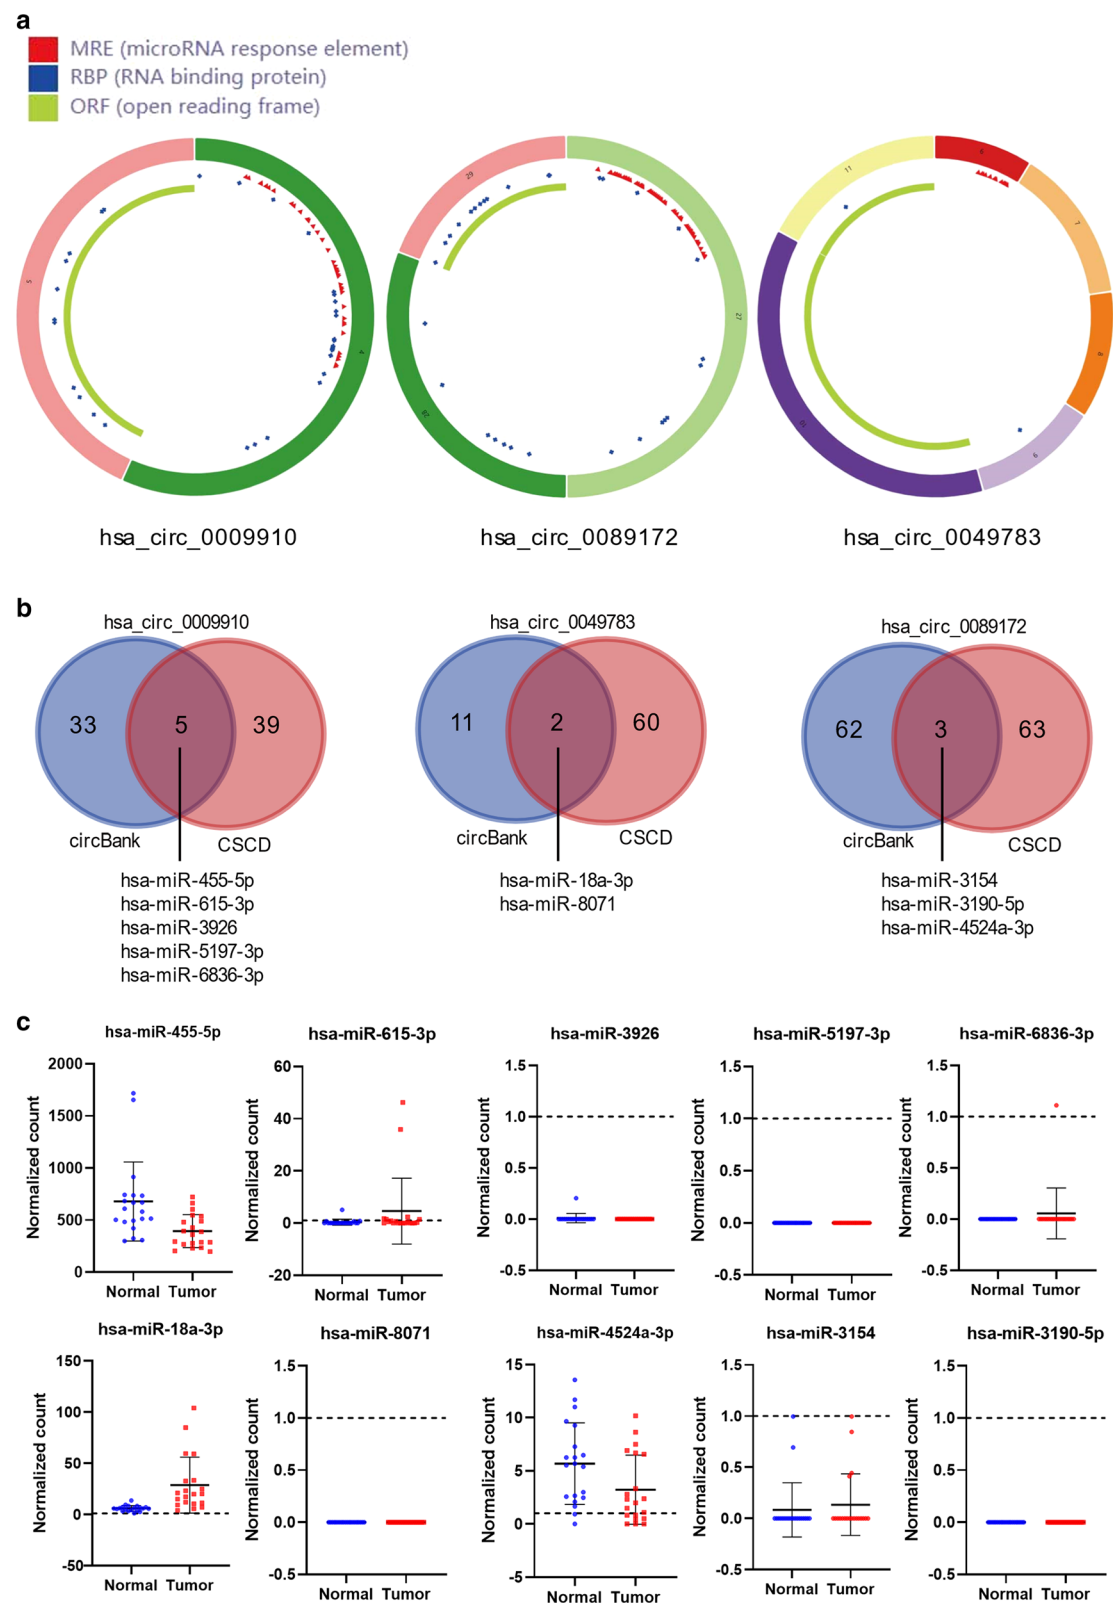 a
MRE (microRNA response element)
RBP (RNA binding protein)
ORF (open reading frame)
5
4
29
27
28
6
7
8
9
10
11
hsa_circ_0009910
hsa_circ_0089172
hsa_circ_0049783
b
hsa_circ_0009910
33
5
39
circBank
CSCD
hsa-miR-455-5p
hsa-miR-615-3p
hsa-miR-3926
hsa-miR-5197-3p
hsa-miR-6836-3p
hsa_circ_0049783
11
2
60
circBank
CSCD
hsa-miR-18a-3p
hsa-miR-8071
hsa_circ_0089172
62
3
63
circBank
CSCD
hsa-miR-3154
hsa-miR-3190-5p
hsa-miR-4524a-3p
c
hsa-miR-455-5p
Normalized count
2000
1500
1000
500
0
Normal Tumor
hsa-miR-615-3p
Normalized count
60
40
20
0
-20
Normal Tumor
hsa-miR-3926
Normalized count
1.5
1.0
0.5
0.0
-0.5
Normal Tumor
hsa-miR-5197-3p
Normalized count
1.5
1.0
0.5
0.0
-0.5
Normal Tumor
hsa-miR-6836-3p
Normalized count
1.5
1.0
0.5
0.0
-0.5
Normal Tumor
hsa-miR-18a-3p
Normalized count
150
100
50
0
-50
Normal Tumor
hsa-miR-8071
Normalized count
1.5
1.0
0.5
0.0
-0.5
Normal Tumor
hsa-miR-4524a-3p
Normalized count
15
10
5
0
-5
Normal Tumor
hsa-miR-3154
Normalized count
1.5
1.0
0.5
0.0
-0.5
Normal Tumor
hsa-miR-3190-5p
Normalized count
1.5
1.0
0.5
0.0
-0.5
Normal Tumor